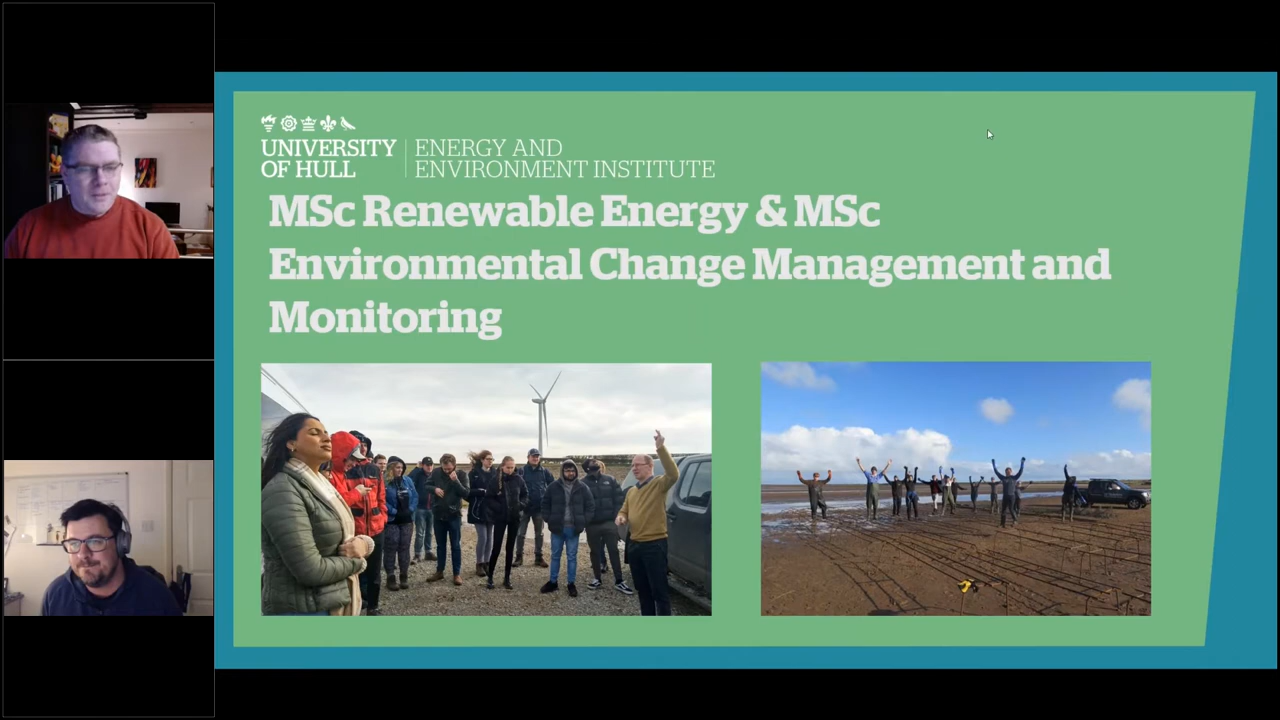 UNIVERSITY
OF HULL
ENERGY AND
ENVIRONMENT INSTITUTE
MSc Renewable Energy & MSc
Environmental Change Management and
Monitoring